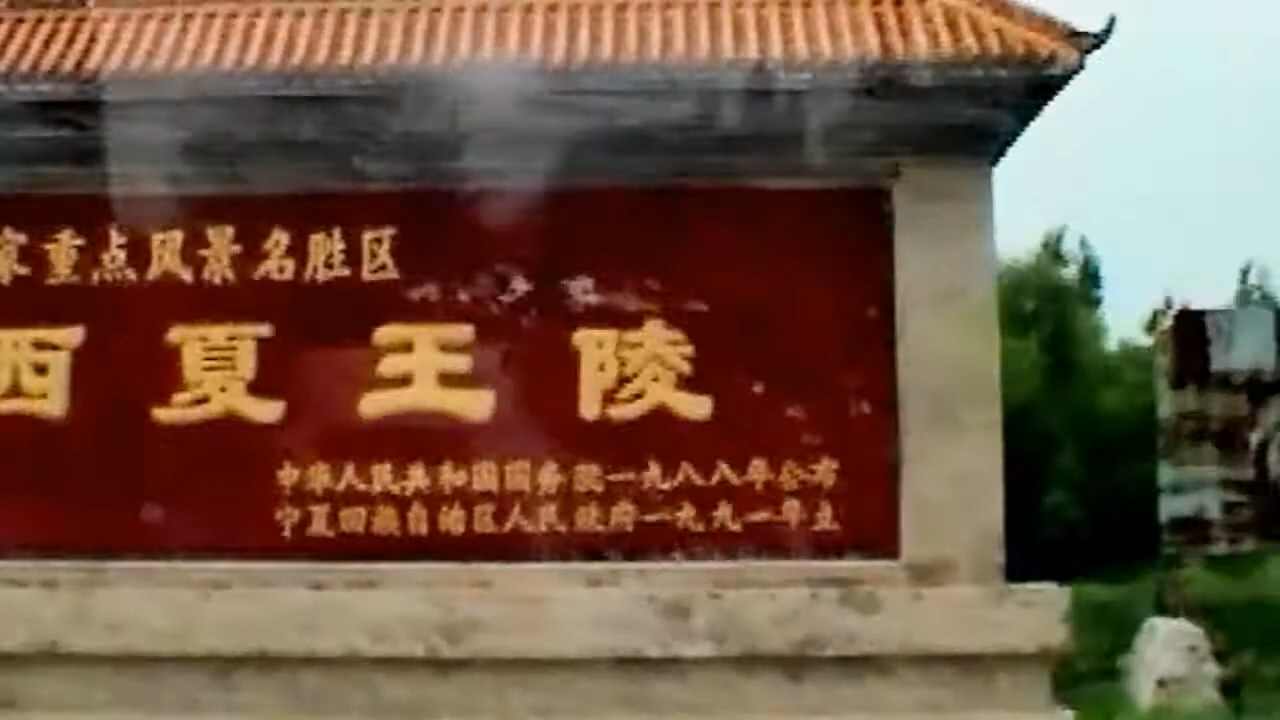 家重点风景名胜区
西夏王陵
中华人民共和国国务院一九八八年公布
宁夏回族自治区人民政府一九九一年立